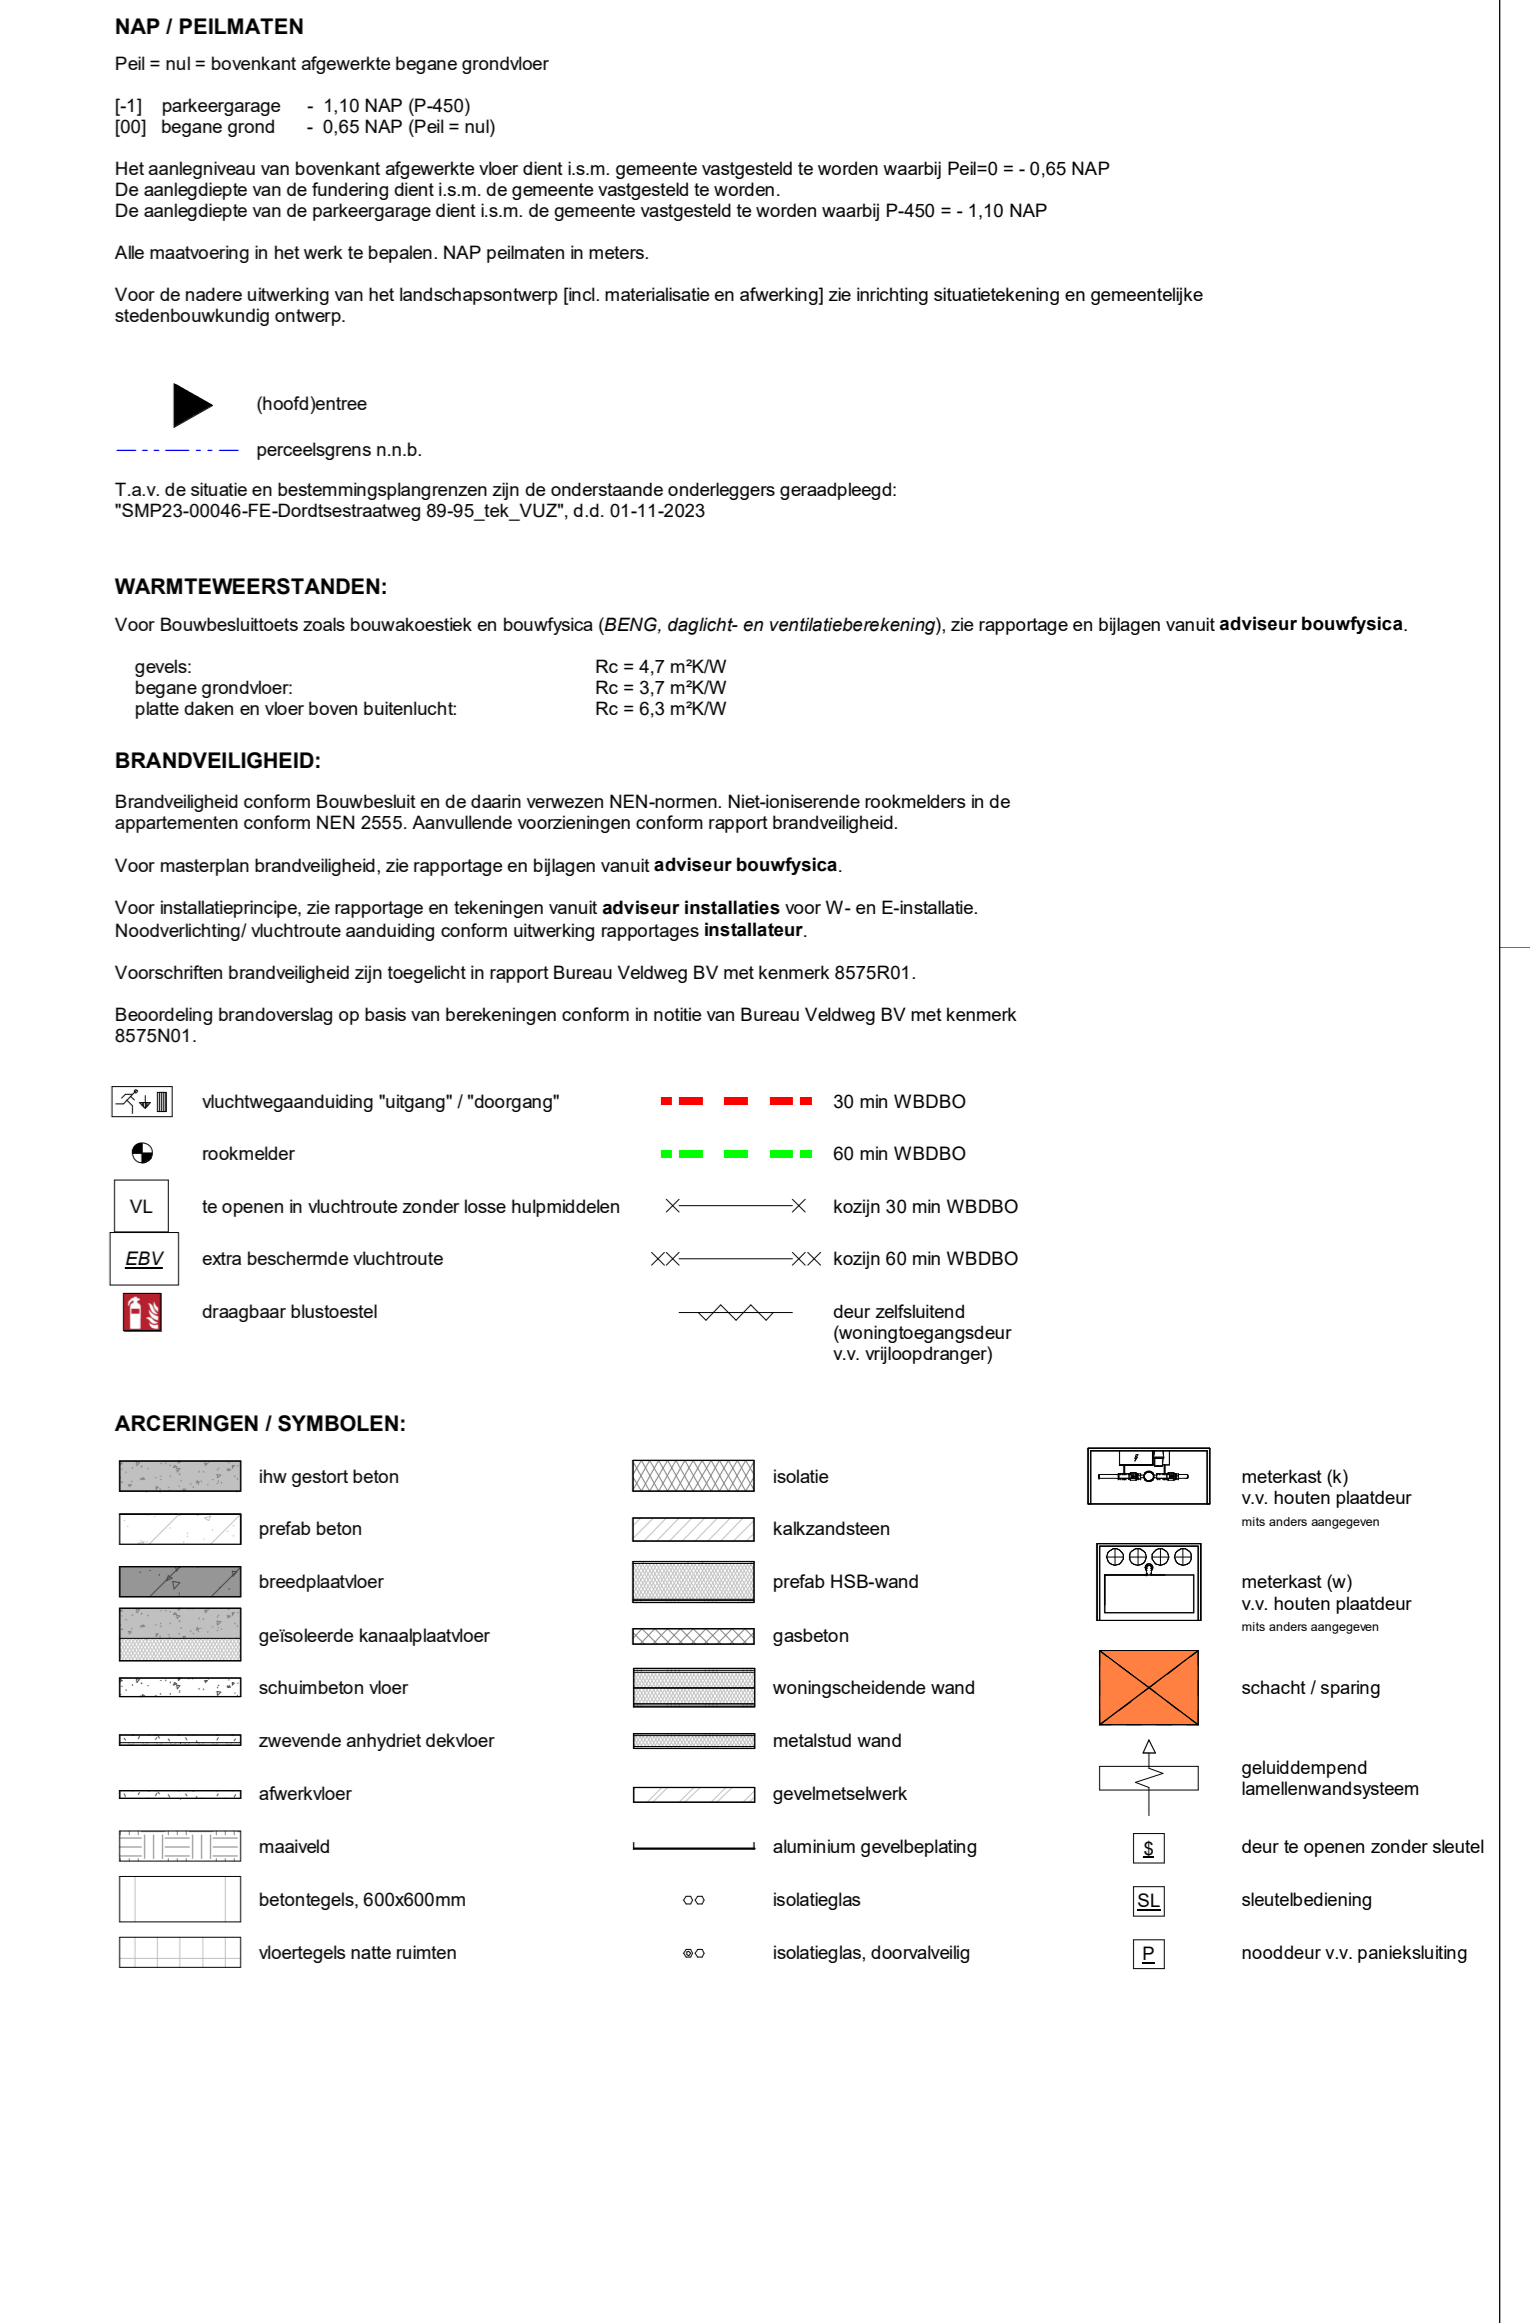 NAP / PEILMATEN
Peil = nul = bovenkant afgewerkte begane grondvloer
[-1] parkeergarage - 1,10 NAP (P-450)
[00] begane grond - 0,65 NAP (Peil = nul)
Het aanlegniveau van bovenkant afgewerkte vloer dient i.s.m. gemeente vastgesteld te worden waarbij Peil=0 = - 0,65 NAP
De aanlegdiepte van de fundering dient i.s.m. de gemeente vastgesteld te worden.
De aanlegdiepte van de parkeergarage dient i.s.m. de gemeente vastgesteld te worden waarbij P-450 = - 1,10 NAP
Alle maatvoering in het werk te bepalen. NAP peilmaten in meters.
Voor de nadere uitwerking van het landschapsontwerp [incl. materialisatie en afwerking] zie inrichting situatietekening en gemeentelijke
stedenbouwkundig ontwerp.
(hoofd)entree
perceelsgrens n.n.b.
T.a.v. de situatie en bestemmingsplangrenzen zijn de onderstaande onderleggers geraadpleegd:
"SMP23-00046-FE-Dordtsestraatweg 89-95_tek_VUZ", d.d. 01-11-2023
WARMTEWEERSTANDEN:
Voor Bouwbesluittoets zoals bouwakoestiek en bouwfysica (BENG, daglicht- en ventilatieberekening), zie rapportage en bijlagen vanuit adviseur bouwfysica.
gevels: Rc = 4,7 m²K/W
begane grondvloer: Rc = 3,7 m²K/W
platte daken en vloer boven buitenlucht: Rc = 6,3 m²K/W
BRANDVEILIGHEID:
Brandveiligheid conform Bouwbesluit en de daarin verwezen NEN-normen. Niet-ioniserende rookmelders in de
appartementen conform NEN 2555. Aanvullende voorzieningen conform rapport brandveiligheid.
Voor masterplan brandveiligheid, zie rapportage en bijlagen vanuit adviseur bouwfysica.
Voor installatieprincipe, zie rapportage en tekeningen vanuit adviseur installaties voor W- en E-installatie.
Noodverlichting/ vluchtroute aanduiding conform uitwerking rapportages installateur.
Voorschriften brandveiligheid zijn toegelicht in rapport Bureau Veldweg BV met kenmerk 8575R01.
Beoordeling brandoverslag op basis van berekeningen conform in notitie van Bureau Veldweg BV met kenmerk
8575N01.
vluchtwegaanduiding "uitgang" / "doorgang"
rookmelder
VL te openen in vluchtroute zonder losse hulpmiddelen
EBV extra beschermde vluchtroute
draagbaar blustoestel
30 min WBDBO
60 min WBDBO
kozijn 30 min WBDBO
kozijn 60 min WBDBO
deur zelfsluitend
(woningtoegangsdeur
v.v. vrijloopdranger)
ARCERINGEN / SYMBOLEN:
ihw gestort beton
prefab beton
breedplaatvloer
geïsoleerde kanaalplaatvloer
schuimbeton vloer
zwevende anhydriet dekvloer
afwerkvloer
maaiveld
betontegels, 600x600mm
vloertegels natte ruimten
isolatie
kalkzandsteen
prefab HSB-wand
gasbeton
woningscheidende wand
metalstud wand
gevelmetselwerk
aluminium gevelbeplating
isolatieglas
isolatieglas, doorvalveilig
meterkast (k)
v.v. houten plaatdeur
mits anders aangegeven
meterkast (w)
v.v. houten plaatdeur
mits anders aangegeven
schacht / sparing
geluiddempend
lamellenwandsysteem
$ deur te openen zonder sleutel
SL sleutelbediening
P nooddeur v.v. panieksluiting